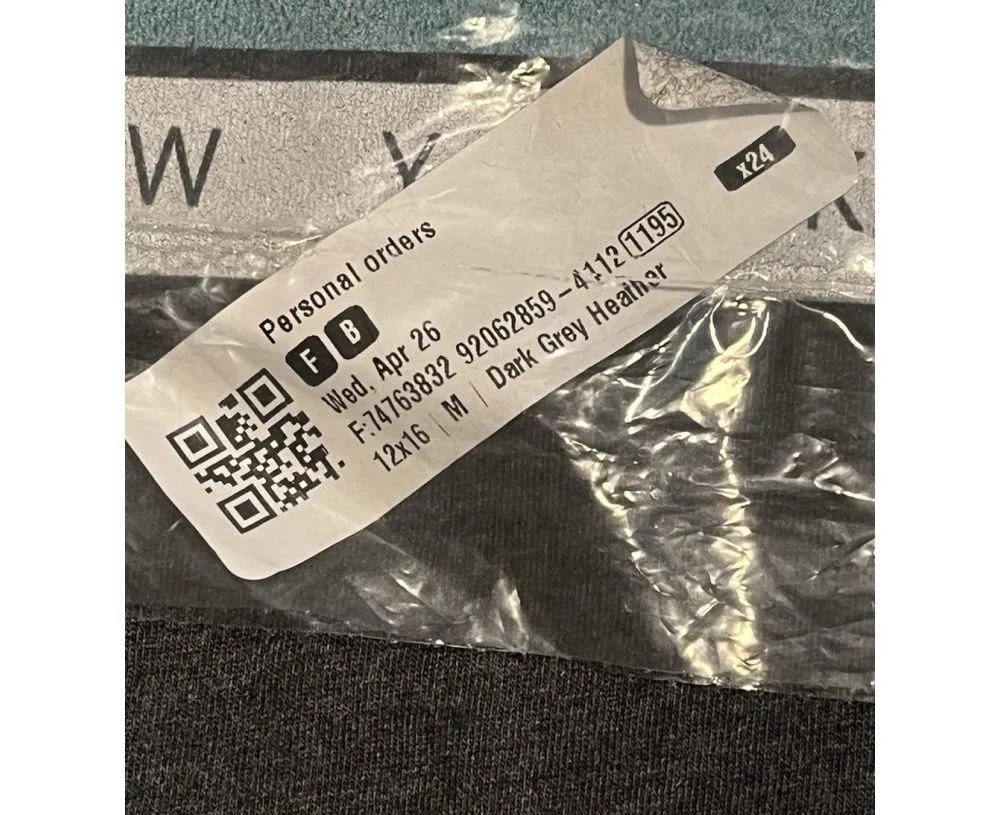 W Y K
x24
Personal orders
F B
Wed, Apr 26
F:74763832 92062859-4112 1195
12x16 | M | Dark Grey Heather